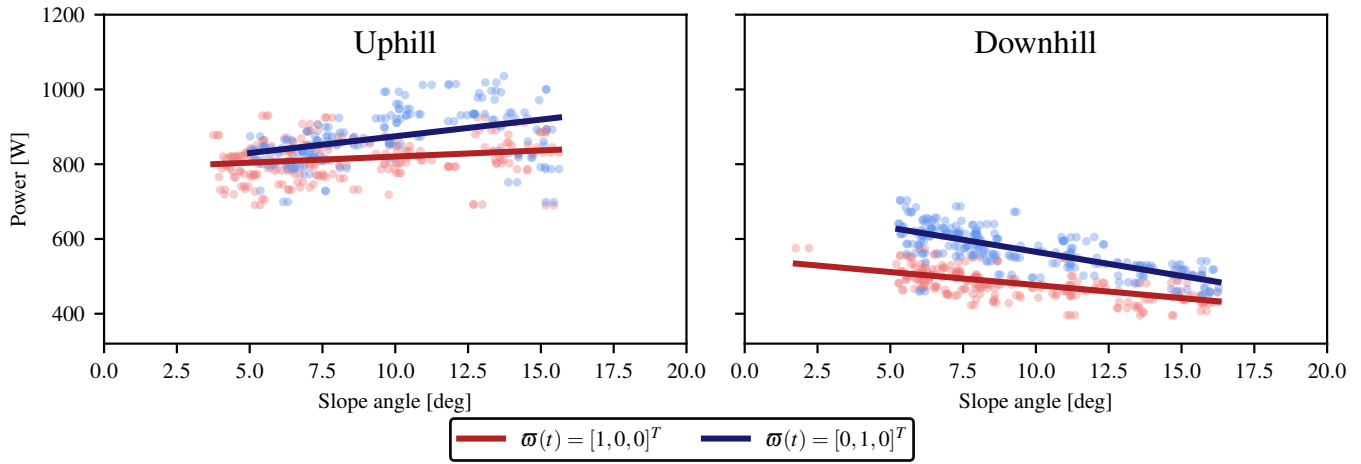 Uphill
Downhill
Power [W]
1200
1000
800
600
400
0.0 2.5 5.0 7.5 10.0 12.5 15.0 17.5 20.0
0.0 2.5 5.0 7.5 10.0 12.5 15.0 17.5 20.0
Slope angle [deg]
Slope angle [deg]
ϖ(t) = [1, 0, 0]ᵀ
ϖ(t) = [0, 1, 0]ᵀ